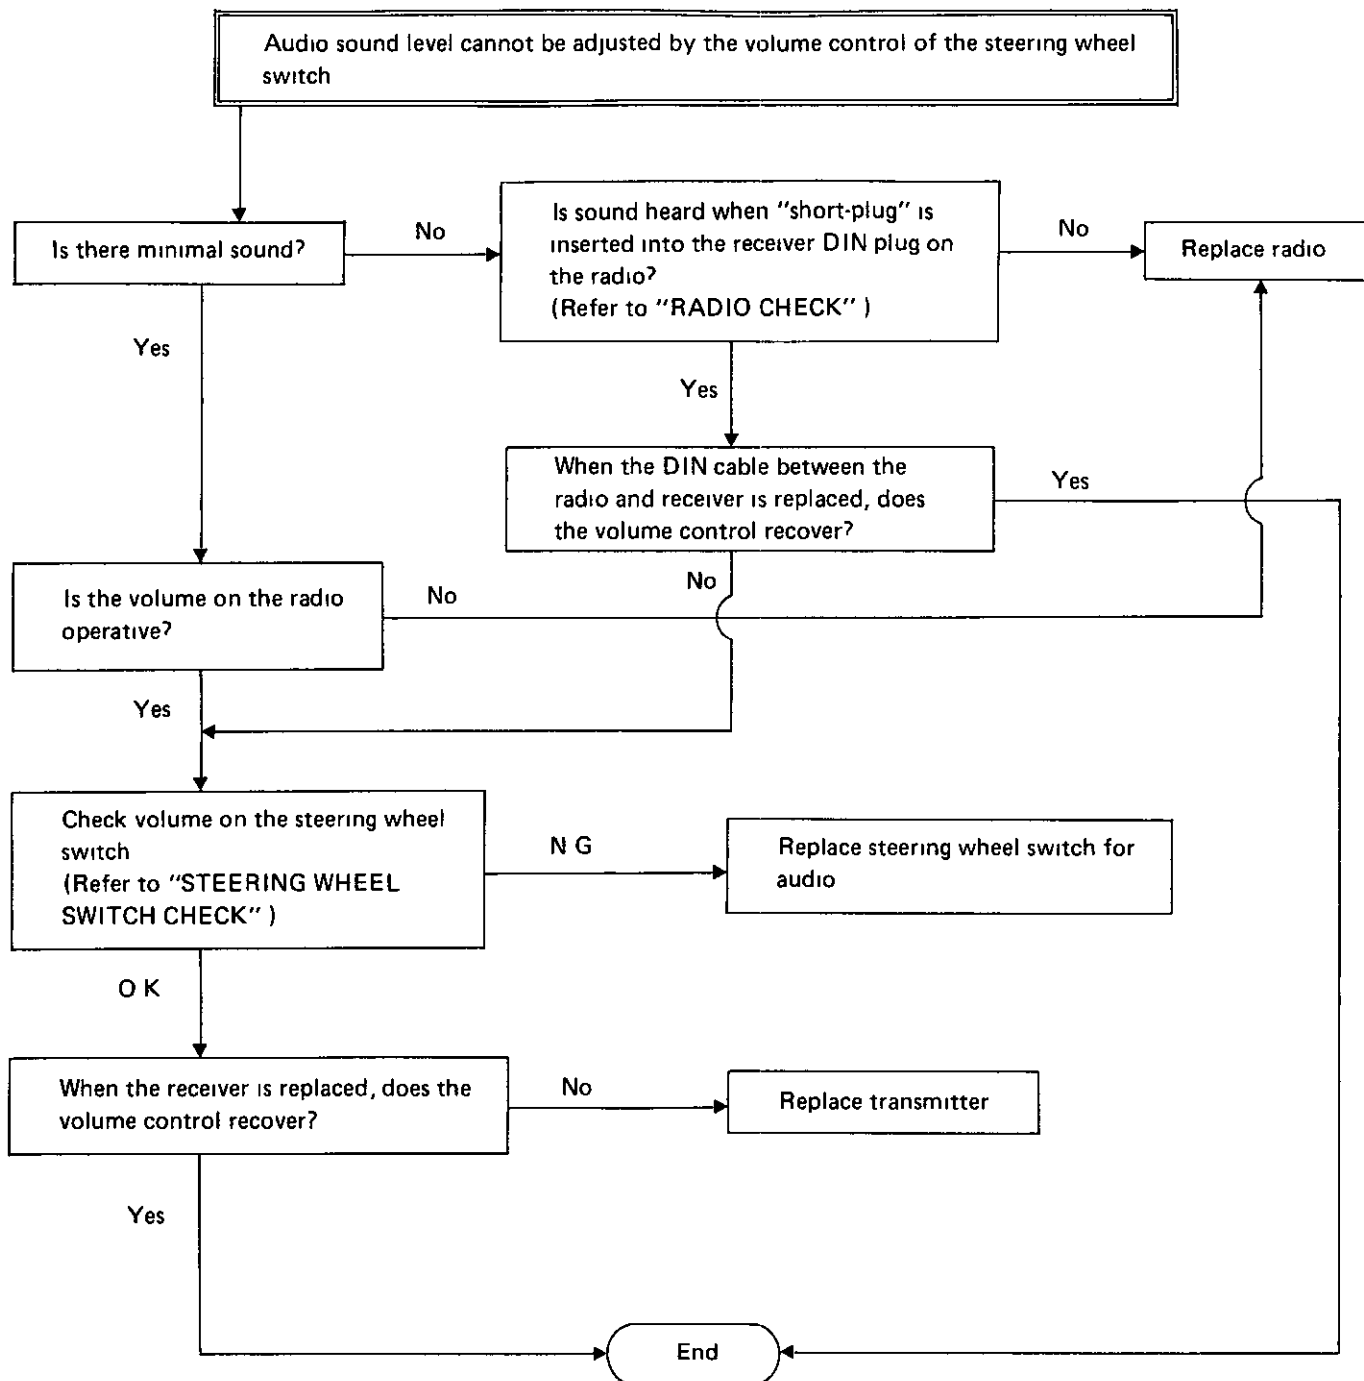 Audio sound level cannot be adjusted by the volume control of the steering wheel
switch
Is there minimal sound?
No
Is sound heard when "short-plug" is
inserted into the receiver DIN plug on
the radio?
(Refer to "RADIO CHECK" )
No
Replace radio
Yes
Yes
When the DIN cable between the
radio and receiver is replaced, does
the volume control recover?
Yes
No
Is the volume on the radio
operative?
No
Yes
Check volume on the steering wheel
switch
(Refer to "STEERING WHEEL
SWITCH CHECK" )
N G
Replace steering wheel switch for
audio
O K
When the receiver is replaced, does the
volume control recover?
No
Replace transmitter
Yes
End